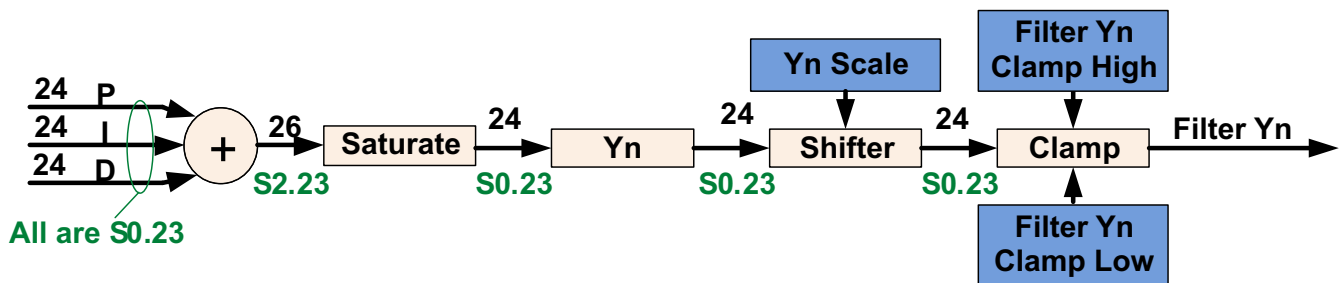 Filter Yn
Clamp High
Yn Scale
24 P
24 I
24 D
+
26
Saturate
24
Yn
24
Shifter
24
Clamp
Filter Yn
S2.23
S0.23
S0.23
S0.23
All are S0.23
Filter Yn
Clamp Low